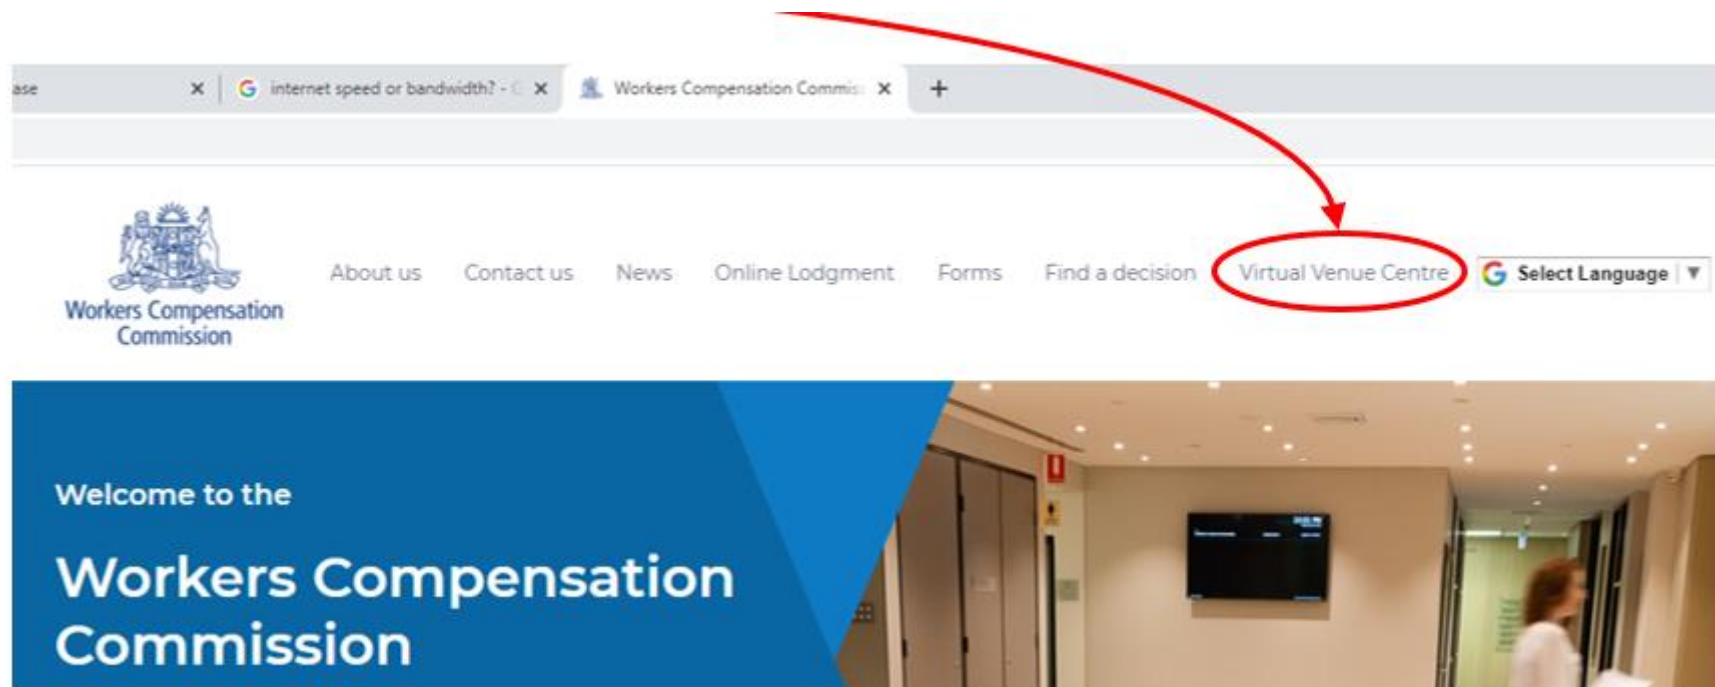 ase
internet speed or bandwidth? -
Workers Compensation Commis
About us Contact us News Online Lodgment Forms Find a decision Virtual Venue Centre Select Language
Workers Compensation
Commission
Welcome to the
Workers Compensation
Commission